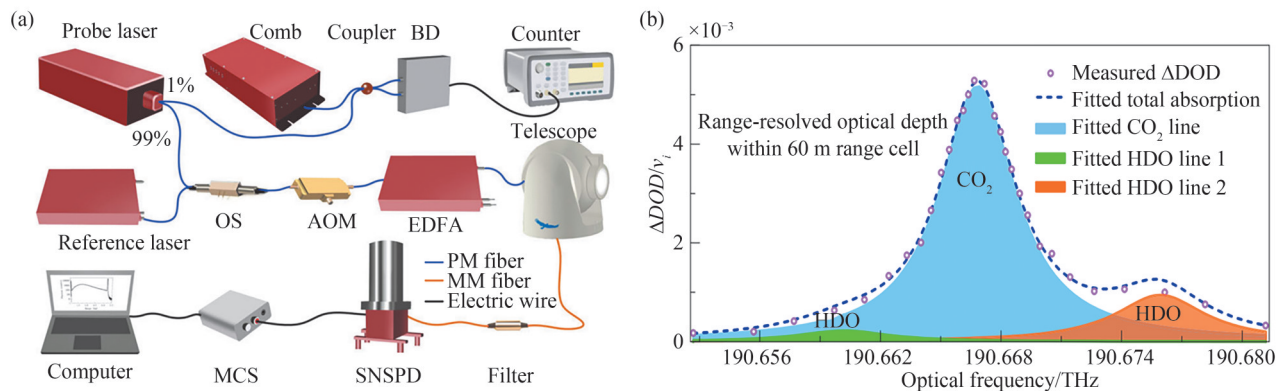 (a)
Probe laser
Comb
Coupler
BD
Counter
1%
99%
Telescope
Reference laser
OS
AOM
EDFA
PM fiber
MM fiber
Electric wire
Computer
MCS
SNSPD
Filter
(b)
×10⁻³
6
4
2
0
ΔDOD/νᵢ
Measured ΔDOD
Fitted total absorption
Fitted CO₂ line
Fitted HDO line 1
Fitted HDO line 2
Range-resolved optical depth
within 60 m range cell
CO₂
HDO
HDO
190.656
190.662
190.668
190.674
190.680
Optical frequency/THz